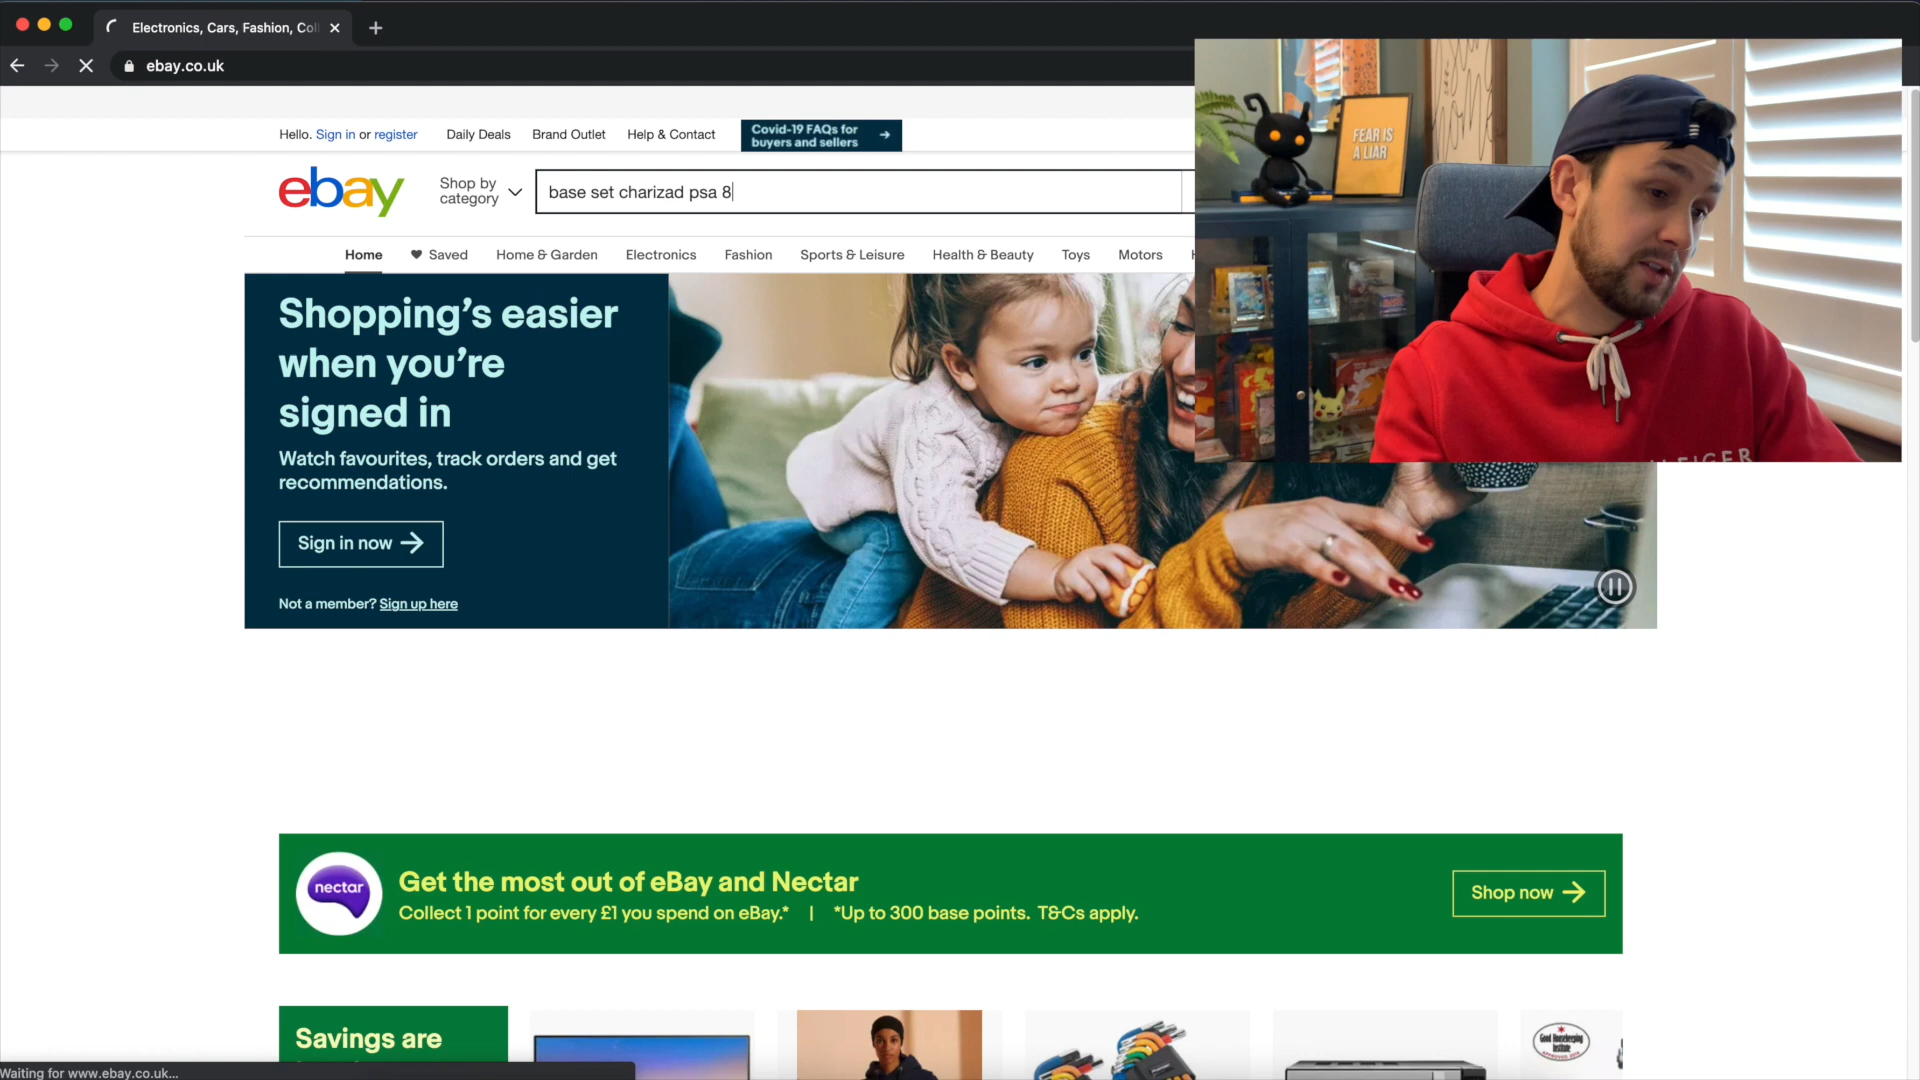 Electronics, Cars, Fashion, Col
ebay.co.uk
Hello. Sign in or register
Daily Deals
Brand Outlet
Help & Contact
Covid-19 FAQs for
buyers and sellers
ebay
Shop by
category
base set charizad psa 8
Home
Saved
Home & Garden
Electronics
Fashion
Sports & Leisure
Health & Beauty
Toys
Motors
FEAR IS
A LIAR
Shopping's easier
when you're
signed in
Watch favourites, track orders and get
recommendations.
Sign in now
Not a member? Sign up here
nectar
Get the most out of eBay and Nectar
Collect 1 point for every £1 you spend on eBay.* | *Up to 300 base points. T&Cs apply.
Shop now
Savings are
Good Housekeeping
Institute
Waiting for www.ebay.co.uk...